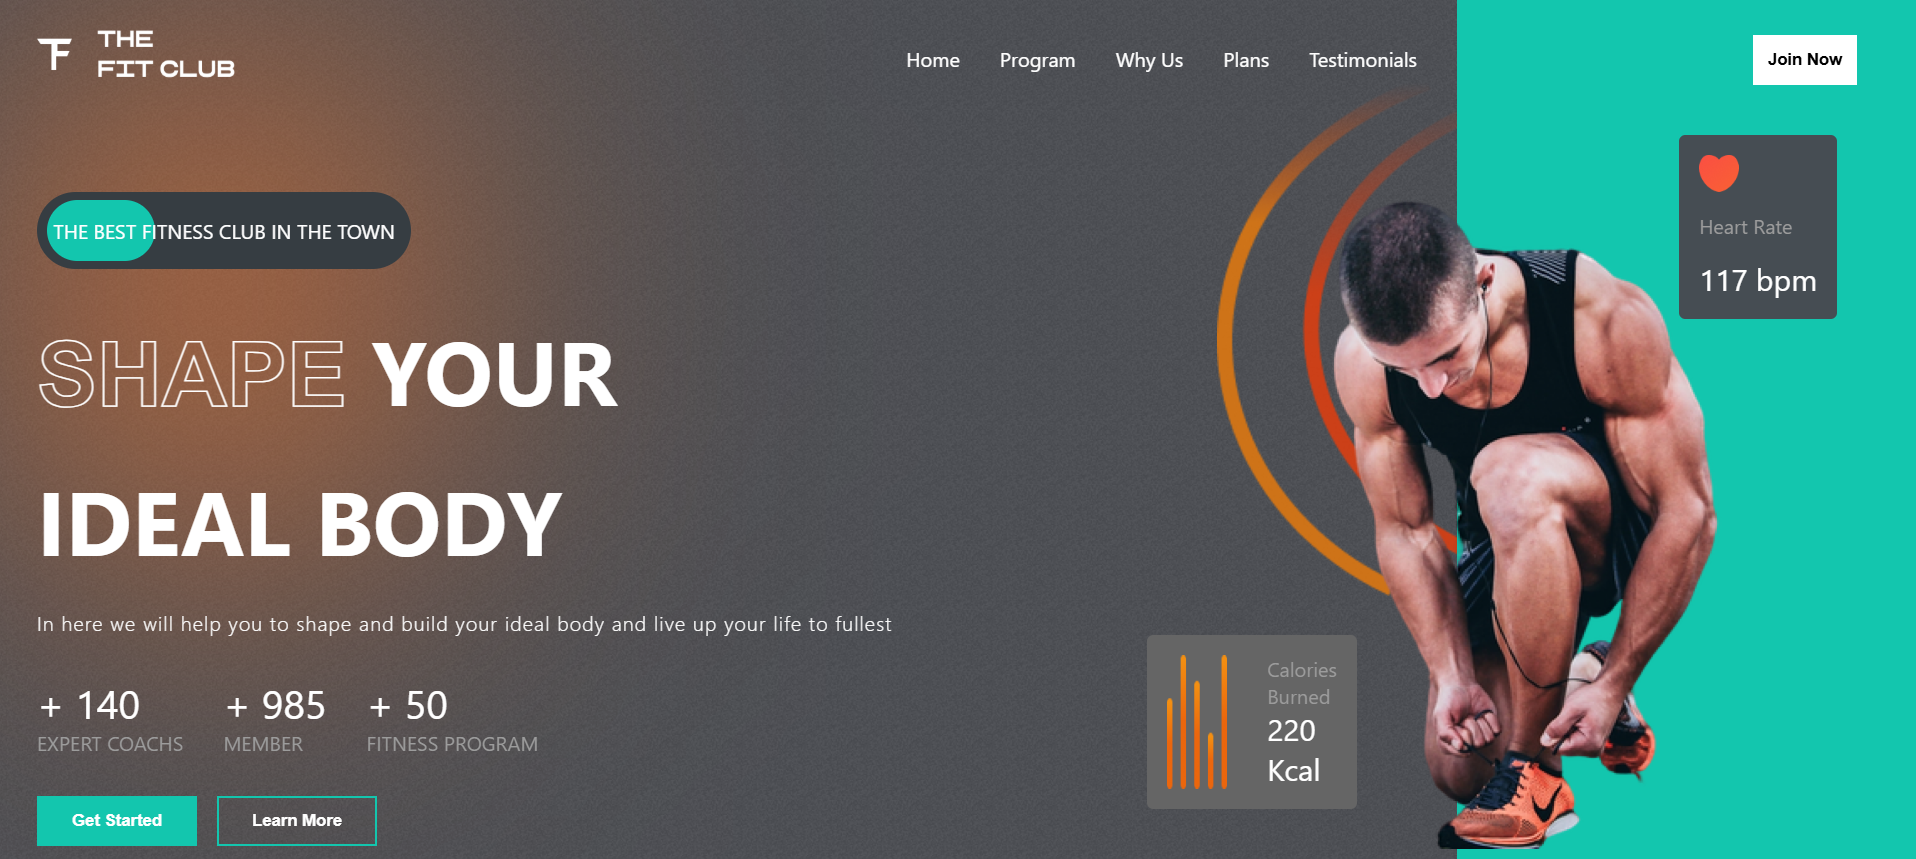 THE
FIT CLUB
Home Program Why Us Plans Testimonials
Join Now
THE BEST FITNESS CLUB IN THE TOWN
SHAPE YOUR
IDEAL BODY
In here we will help you to shape and build your ideal body and live up your life to fullest
+ 140 + 985 + 50
EXPERT COACHS MEMBER FITNESS PROGRAM
Get Started Learn More
Heart Rate
117 bpm
Calories
Burned
220
Kcal